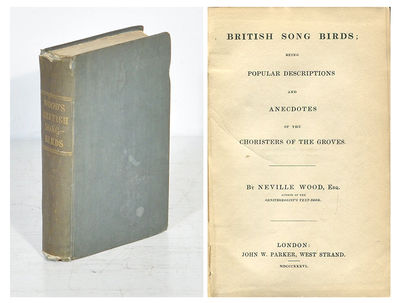 WOOD'S
BRITISH
SONG
BIRDS
BRITISH SONG BIRDS;
BEING
POPULAR DESCRIPTIONS
AND
ANECDOTES
OF THE
CHORISTERS OF THE GROVES.
BY NEVILLE WOOD, ESQ.
AUTHOR OF THE
ORNITHOLOGIST'S TEXT-BOOK.
LONDON:
JOHN W. PARKER, WEST STRAND.
MDCCCXXXVI.